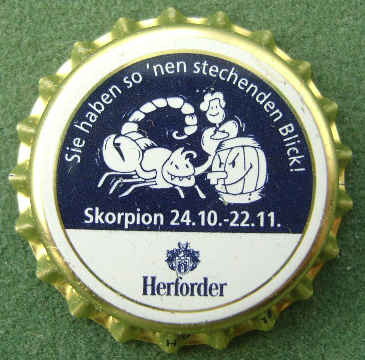 Sie haben so 'nen stechenden Blick!
Skorpion 24.10.-22.11.
Herforder